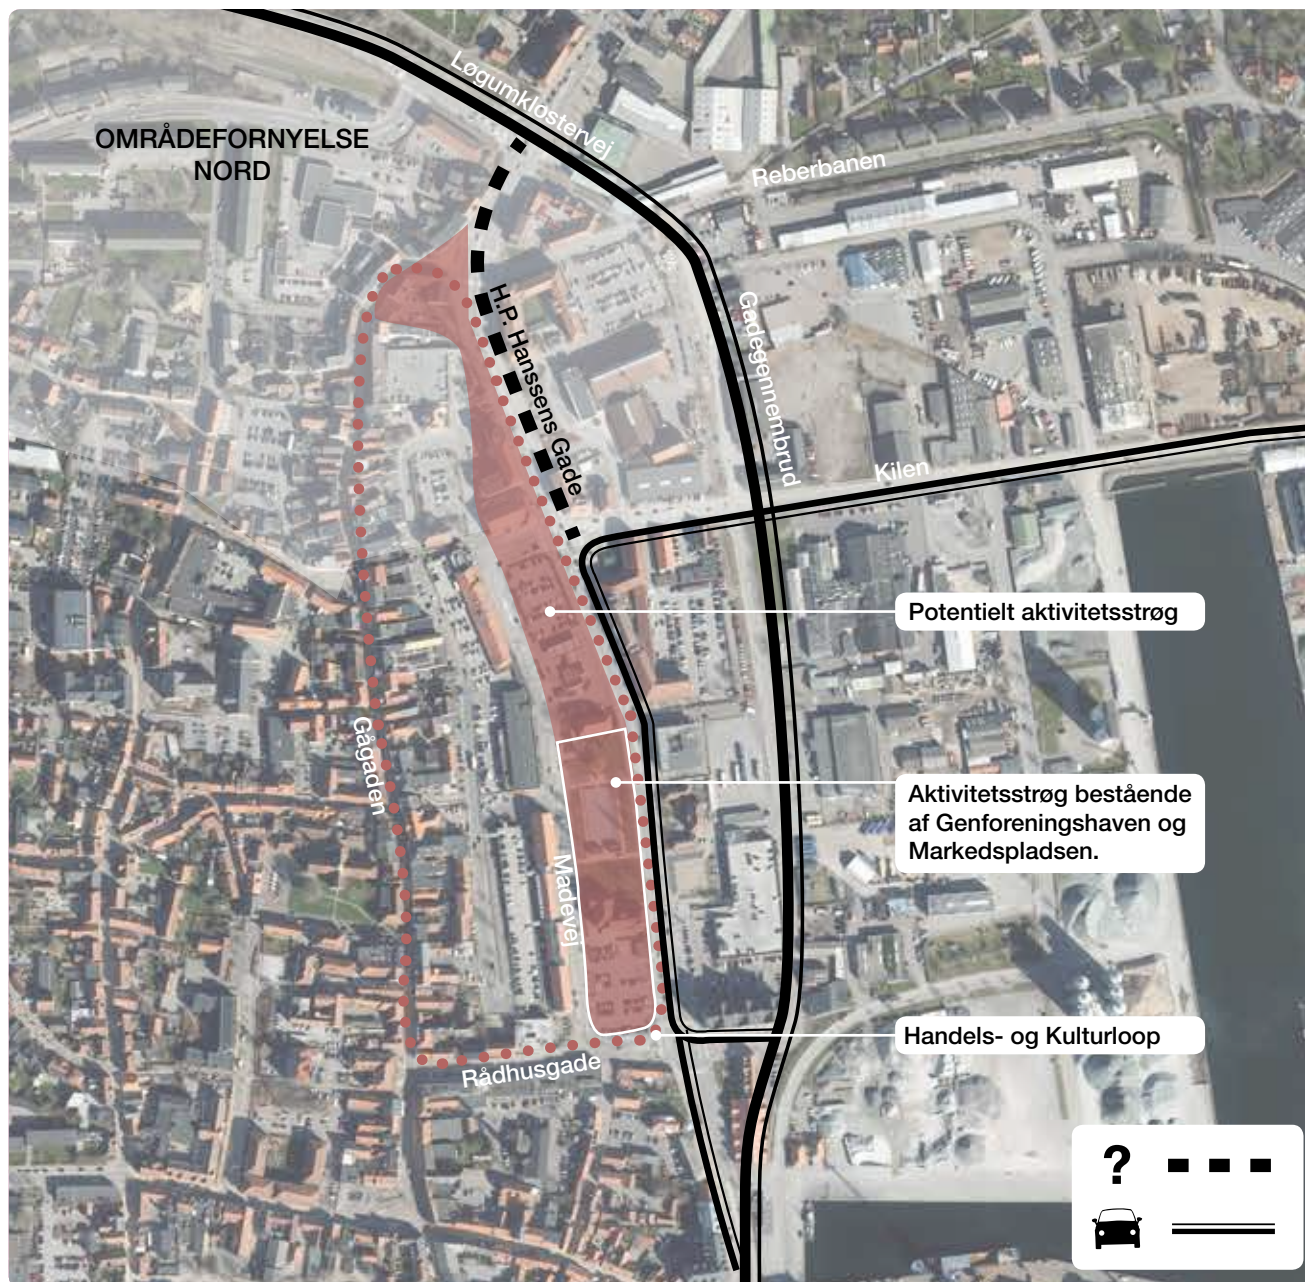 Løgumklostervej
OMRÅDEFORNYELSE
NORD
Reberbanen
H.P. Hanssens Gade
Gadegennembrud
Kilen
Potentielt aktivitetsstrøg
Gågaden
Aktivitetsstrøg bestående
af Genforeningshaven og
Markedspladsen.
Madevej
Handels- og Kulturloop
Rådhusgade
?